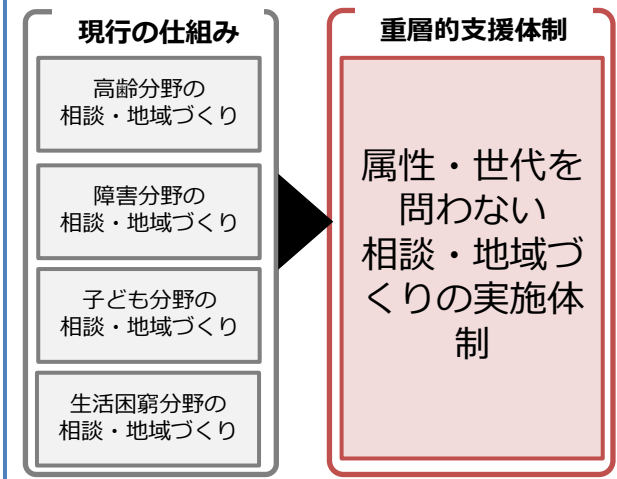 現行の仕組み
高齢分野の
相談・地域づくり
障害分野の
相談・地域づくり
子ども分野の
相談・地域づくり
生活困窮分野の
相談・地域づくり
重層的支援体制
属性・世代を
問わない
相談・地域づ
くりの実施体
制